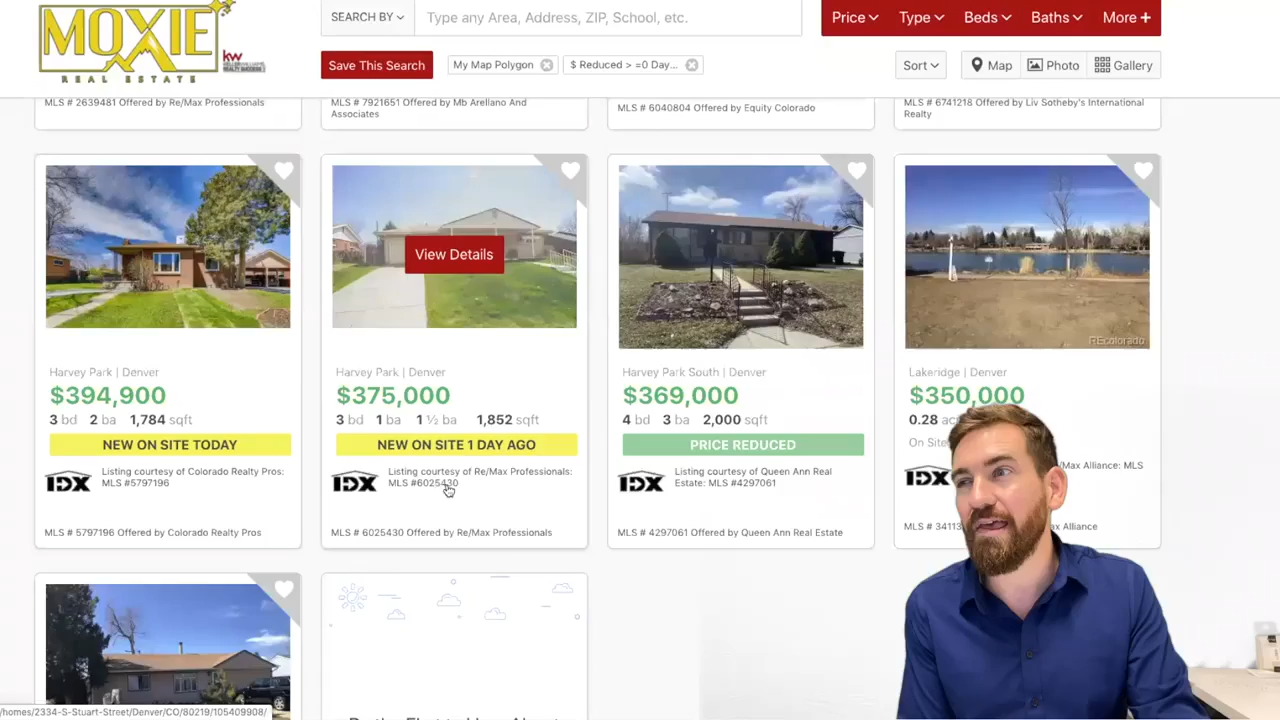 MOXIE
REAL ESTATE
kw
SEARCH BY
Type any Area, Address, ZIP, School, etc.
Price
Type
Beds
Baths
More +
Save This Search
My Map Polygon
$ Reduced > =0 Day...
Sort
Map
Photo
Gallery
MLS # 2639481 Offered by Re/Max Professionals
MLS # 7921651 Offered by Mb Arellano And
Associates
MLS # 6040804 Offered by Equity Colorado
MLS # 6741218 Offered by Liv Sotheby's International
Realty
Harvey Park | Denver
$394,900
3 bd 2 ba 1,784 sqft
NEW ON SITE TODAY
IDX
Listing courtesy of Colorado Realty Pros:
MLS #5797196
MLS # 5797196 Offered by Colorado Realty Pros
View Details
Harvey Park | Denver
$375,000
3 bd 1 ba 1 ½ ba 1,852 sqft
NEW ON SITE 1 DAY AGO
IDX
Listing courtesy of Re/Max Professionals:
MLS #6025430
MLS # 6025430 Offered by Re/Max Professionals
Harvey Park South | Denver
$369,000
4 bd 3 ba 2,000 sqft
PRICE REDUCED
IDX
Listing courtesy of Queen Ann Real
Estate: MLS #4297061
MLS # 4297061 Offered by Queen Ann Real Estate
REcolorado
Lakeridge | Denver
$350,000
0.28
On Site
IDX
/Max Alliance: MLS
MLS # 34113
Alliance
/homes/2334-S-Stuart-Street/Denver/CO/80219/105409908/